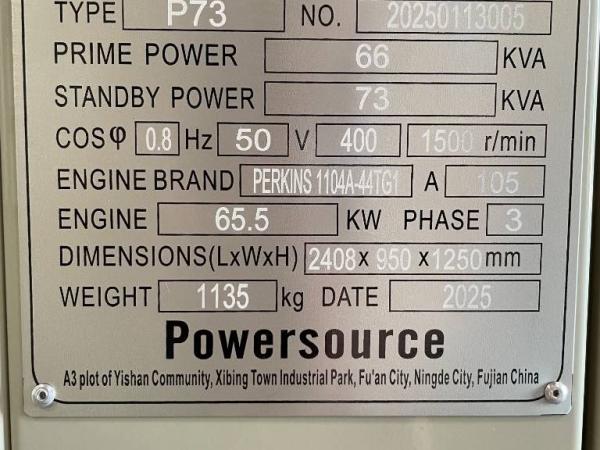 TYPE P73 NO. 20250113005
PRIME POWER 66 KVA
STANDBY POWER 73 KVA
COSφ 0.8 Hz 50 V 400 1500 r/min
ENGINE BRAND PERKINS 1104A-44TG1 A 105
ENGINE 65.5 KW PHASE 3
DIMENSIONS(LxWxH) 2408 x 950 x 1250 mm
WEIGHT 1135 kg DATE 2025
Powersource
A3 plot of Yishan Community, Xibing Town Industrial Park, Fu'an City, Ningde City, Fujian China